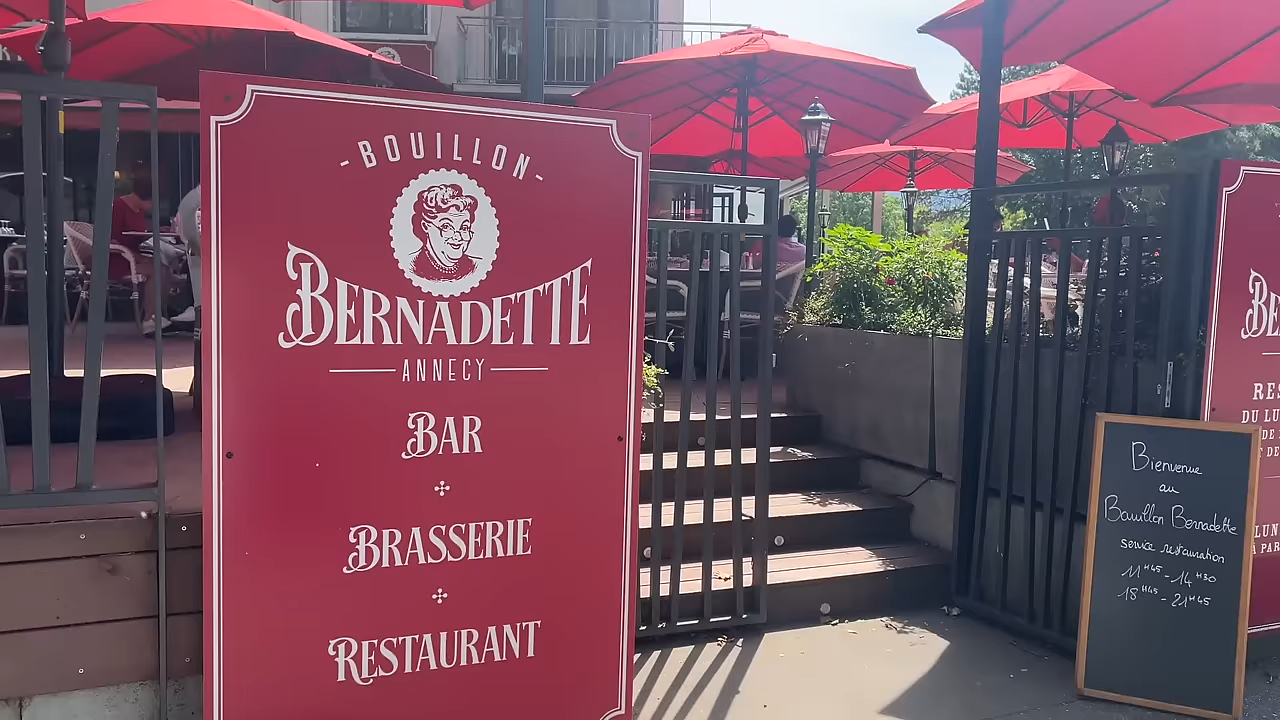 -BOUILLON-
BERNADETTE
ANNECY
BAR
BRASSERIE
RESTAURANT
Bienvenue
au
Bouillon Bernadette
service restauration
11H45 - 14H30
18H45 - 21H45